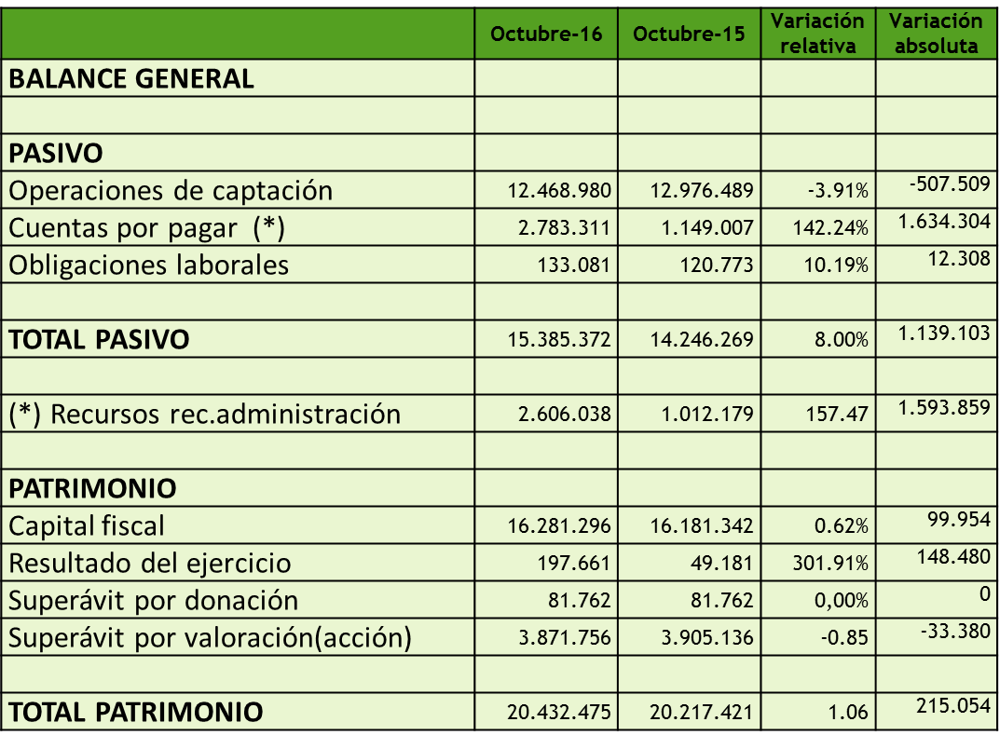 Octubre-16 Octubre-15 Variación relativa Variación absoluta
BALANCE GENERAL
PASIVO
Operaciones de captación 12.468.980 12.976.489 -3.91% -507.509
Cuentas por pagar (*) 2.783.311 1.149.007 142.24% 1.634.304
Obligaciones laborales 133.081 120.773 10.19% 12.308
TOTAL PASIVO 15.385.372 14.246.269 8.00% 1.139.103
(*) Recursos rec.administración 2.606.038 1.012.179 157.47 1.593.859
PATRIMONIO
Capital fiscal 16.281.296 16.181.342 0.62% 99.954
Resultado del ejercicio 197.661 49.181 301.91% 148.480
Superávit por donación 81.762 81.762 0,00% 0
Superávit por valoración(acción) 3.871.756 3.905.136 -0.85 -33.380
TOTAL PATRIMONIO 20.432.475 20.217.421 1.06 215.054